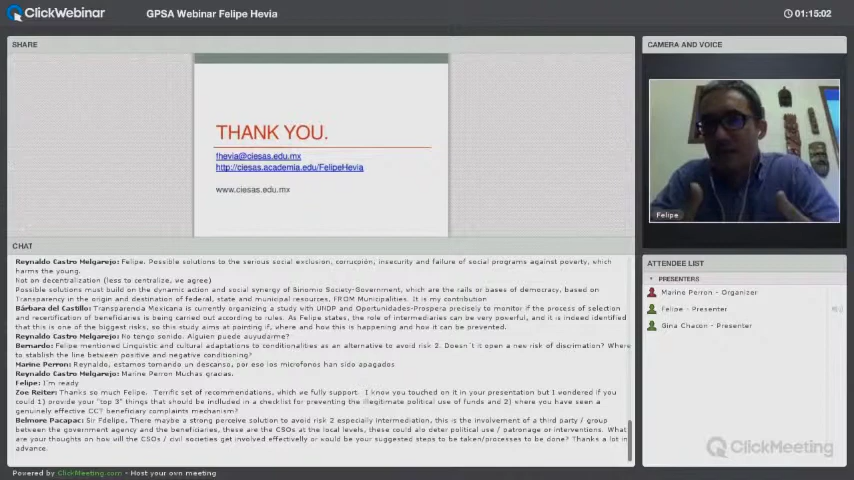 ClickWebinar
GPSA Webinar Felipe Hevia
01:15:02
SHARE
CAMERA AND VOICE
THANK YOU.
fhevia@ciesas.edu.mx
http://ciesas.academia.edu/FelipeHevia
www.ciesas.edu.mx
Felipe
CHAT
Reynaldo Castro Melgarejo: Felipe. Possible solutions to the serious social exclusion, corrucpión, insecurity and failure of social programs against poverty, which
harms the young.
Not on decentralization (less to centralize, we agree)
Possible solutions must build on the dynamic action and social synergy of Binomio Society-Government, which are the rails or bases of democracy, based on
Transparency in the origin and destination of federal, state and municipal resources. FROM Municipalities. It is my contribution
Bárbara del Castillo: Transparenda Mexicana is currently organizing a study with UNDP and Oportunidades-Prospera precisely to monitor if the process of selection
and recerification of beneficiaries is being carried out according to rules. As Felipe states, the role of intermediaries can be very powerful, and it is indeed identified
that this is one of the biggest risks, so this study aims at pointing if, where and how this is happening and how it can be prevented.
Reynaldo Castro Melgarejo: No tengo sonido. Alguien puede auyudarme?
Bernardo: Felipe mentioned Linguistic and cultural adaptations to conditionalities as an alternative to avoid risk 2. Doesn´t it open a new risk of discrimation? Where
to stablish the line between positive and negative conditioning?
Marine Perron: Reynaldo, estamos tomando un descanso, por eso los microfonos han sido apagados
Reynaldo Castro Melgarejo: Marine Perron Muchas gracias.
Felipe: I´m ready
Zoe Reiter: Thanks so much Felipe. Terrific set of recommendations, which we fully support. I know you touched on it in your presentation but I wondered if you
could 1) provide your "top 3" things that should be indluded in a checklist for preventing the illegitimate political use of funds and 2) where you have seen a
genuinely effective CCT beneficiary complaints mechanism?
Belmore Pacapac: Sir Ffdelipe, There maybe a strong perceive solution to avoid risk 2 especially intermediation, this is the involvement of a third party / group
between the government agency and the beneficiaries, these are the CSOs at the local levels, these could alo deter political use / patronage or interventions. What
are your thoughts on how will the CSOs / civil societies get involved effectivelly or could be your suggested steps to be taken/processes to be done? Thanks a lot in
advance.
ATTENDEE LIST
PRESENTERS
Marine Perron - Organizer
Felipe - Presenter
Gina Chacon - Presenter
ClickMeeting
Powered by ClickMeeting.com - Host your own meeting